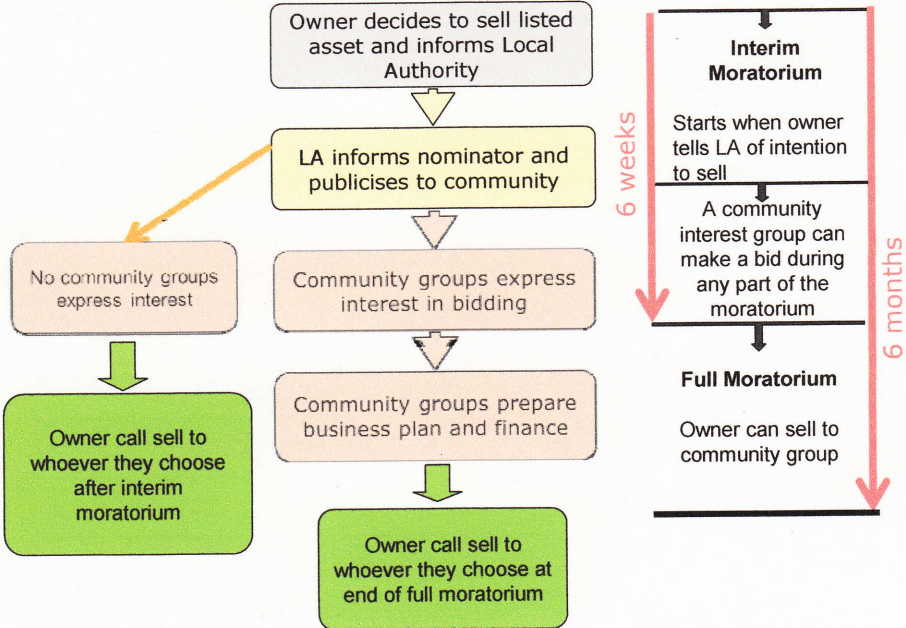 Owner decides to sell listed
asset and informs Local
Authority
LA informs nominator and
publicises to community
No community groups
express interest
Community groups express
interest in bidding
Community groups prepare
business plan and finance
Owner call sell to
whoever they choose
after interim
moratorium
Owner call sell to
whoever they choose at
end of full moratorium
6 weeks
Interim
Moratorium
Starts when owner
tells LA of intention
to sell
A community
interest group can
make a bid during
any part of the
moratorium
Full Moratorium
Owner can sell to
community group
6 months